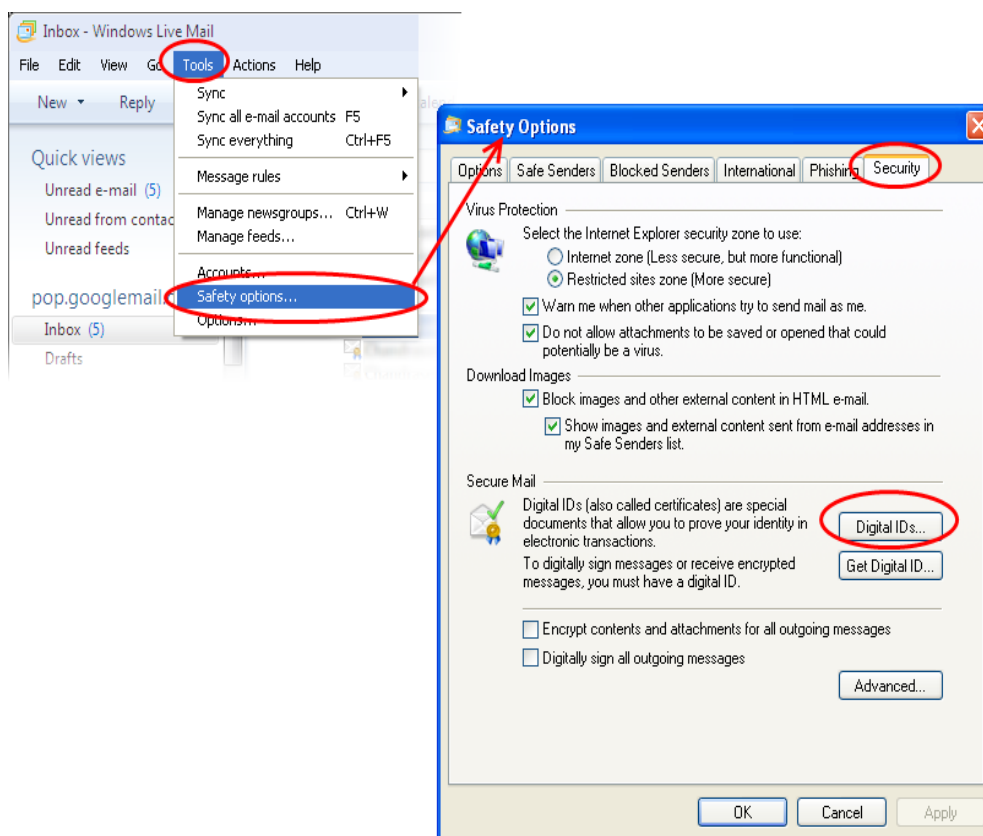 Inbox - Windows Live Mail
File Edit View Tools Actions Help
New Reply
Sync
Sync all e-mail accounts F5
Sync everything Ctrl+F5
Message rules
Manage newsgroups... Ctrl+W
Manage feeds...
Accounts...
Safety options...
Options...
Quick views
Unread e-mail (5)
Unread from
Unread feeds
pop.googlemail.
Inbox (5)
Drafts
Safety Options
Options Safe Senders Blocked Senders International Phishing Security
Virus Protection
Select the Internet Explorer security zone to use:
Internet zone (Less secure, but more functional)
Restricted sites zone (More secure)
Warn me when other applications try to send mail as me.
Do not allow attachments to be saved or opened that could
potentially be a virus.
Download Images
Block images and other external content in HTML e-mail.
Show images and external content sent from e-mail addresses in
my Safe Senders list.
Secure Mail
Digital IDs (also called certificates) are special
documents that allow you to prove your identity in
electronic transactions.
Digital IDs...
To digitally sign messages or receive encrypted
messages, you must have a digital ID.
Get Digital ID...
Encrypt contents and attachments for all outgoing messages
Digitally sign all outgoing messages
Advanced...
OK Cancel Apply